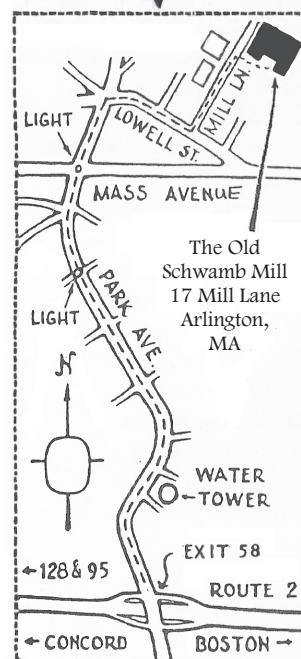 LIGHT
LOWELL ST.
MILL LN.
MASS AVENUE
The Old
Schwamb Mill
17 Mill Lane
Arlington,
MA
LIGHT
PARK AVE.
N
WATER
TOWER
EXIT 58
←128 & 95
ROUTE 2
← CONCORD
BOSTON →